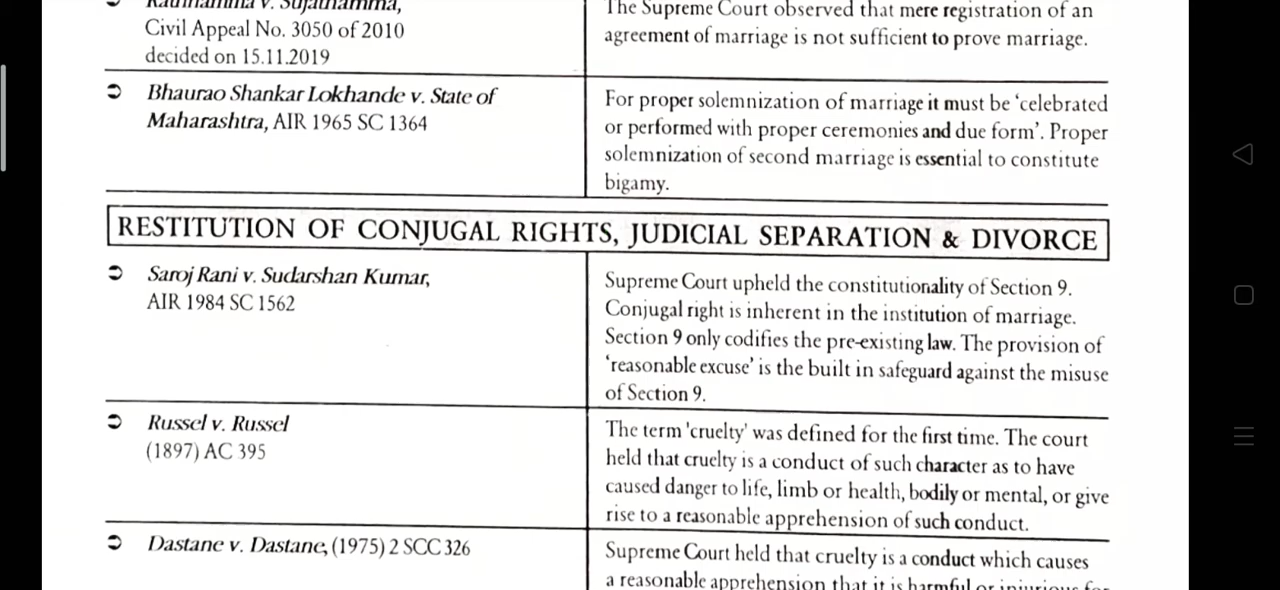 ➲ Rathnamma v. Sujathamma,
Civil Appeal No. 3050 of 2010
decided on 15.11.2019
The Supreme Court observed that mere registration of an
agreement of marriage is not sufficient to prove marriage.
➲ Bhaurao Shankar Lokhande v. State of
Maharashtra, AIR 1965 SC 1364
For proper solemnization of marriage it must be ‘celebrated
or performed with proper ceremonies and due form’. Proper
solemnization of second marriage is essential to constitute
bigamy.
RESTITUTION OF CONJUGAL RIGHTS, JUDICIAL SEPARATION & DIVORCE
➲ Saroj Rani v. Sudarshan Kumar,
AIR 1984 SC 1562
Supreme Court upheld the constitutionality of Section 9.
Conjugal right is inherent in the institution of marriage.
Section 9 only codifies the pre-existing law. The provision of
‘reasonable excuse’ is the built in safeguard against the misuse
of Section 9.
➲ Russel v. Russel
(1897) AC 395
The term 'cruelty' was defined for the first time. The court
held that cruelty is a conduct of such character as to have
caused danger to life, limb or health, bodily or mental, or give
rise to a reasonable apprehension of such conduct.
➲ Dastane v. Dastane, (1975) 2 SCC 326
Supreme Court held that cruelty is a conduct which causes
a reasonable apprehension that it is harmful or injurious for